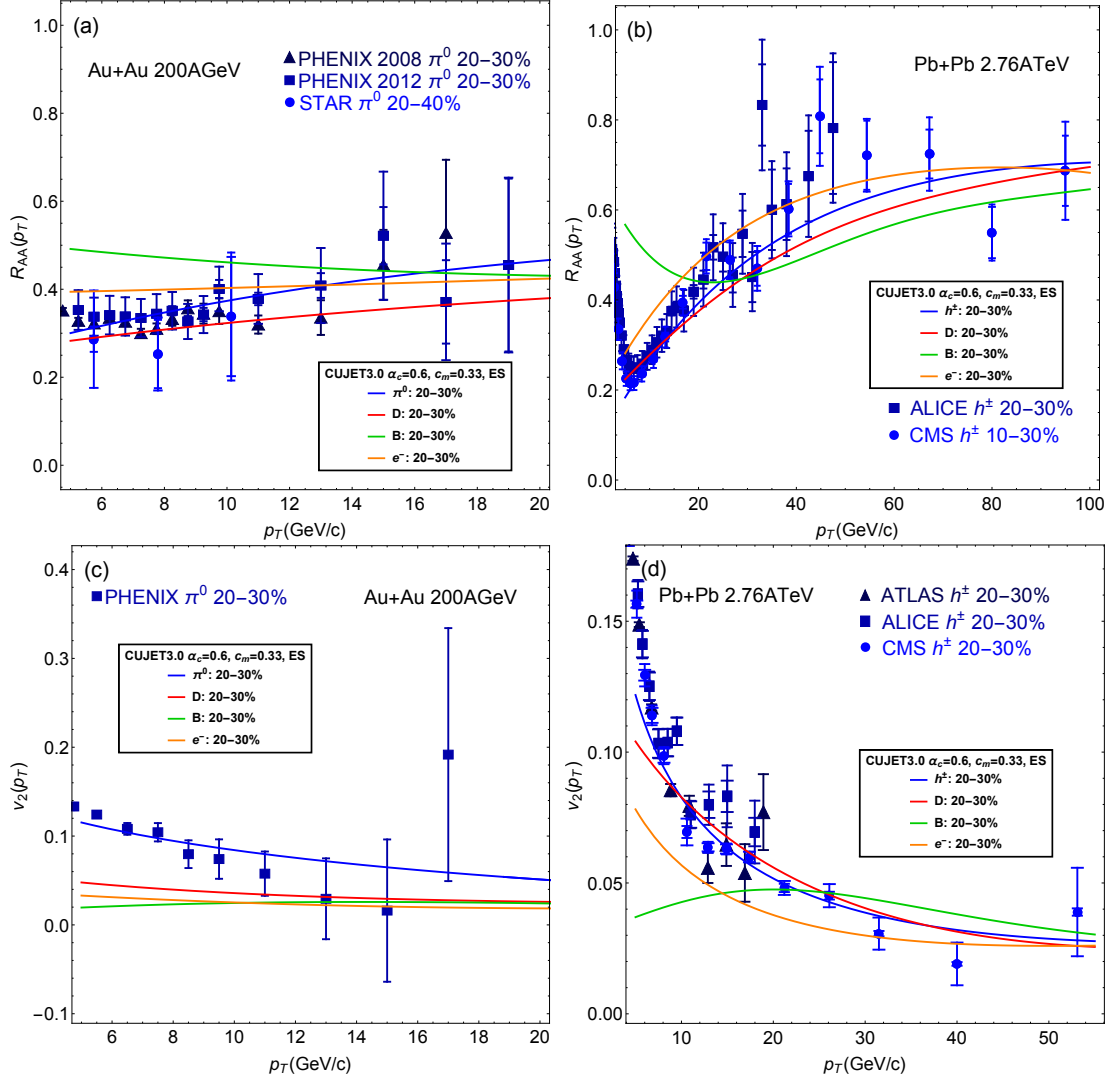 (a)
Au+Au 200AGeV
PHENIX 2008 π⁰ 20−30%
PHENIX 2012 π⁰ 20−30%
STAR π⁰ 20−40%
CUJET3.0 α_c=0.6, c_m=0.33, ES
π⁰: 20−30%
D: 20−30%
B: 20−30%
e⁻: 20−30%
R_AA(p_T)
1.0
0.8
0.6
0.4
0.2
0.0
6 8 10 12 14 16 18 20
p_T(GeV/c)
(b)
Pb+Pb 2.76ATeV
CUJET3.0 α_c=0.6, c_m=0.33, ES
h^±: 20−30%
D: 20−30%
B: 20−30%
e⁻: 20−30%
ALICE h^± 20−30%
CMS h^± 10−30%
R_AA(p_T)
1.0
0.8
0.6
0.4
0.2
0.0
20 40 60 80 100
p_T(GeV/c)
(c)
PHENIX π⁰ 20−30%
Au+Au 200AGeV
CUJET3.0 α_c=0.6, c_m=0.33, ES
π⁰: 20−30%
D: 20−30%
B: 20−30%
e⁻: 20−30%
v₂(p_T)
0.4
0.3
0.2
0.1
0.0
−0.1
6 8 10 12 14 16 18 20
p_T(GeV/c)
(d)
Pb+Pb 2.76ATeV
ATLAS h^± 20−30%
ALICE h^± 20−30%
CMS h^± 20−30%
CUJET3.0 α_c=0.6, c_m=0.33, ES
h^±: 20−30%
D: 20−30%
B: 20−30%
e⁻: 20−30%
v₂(p_T)
0.15
0.10
0.05
0.00
10 20 30 40 50
p_T(GeV/c)